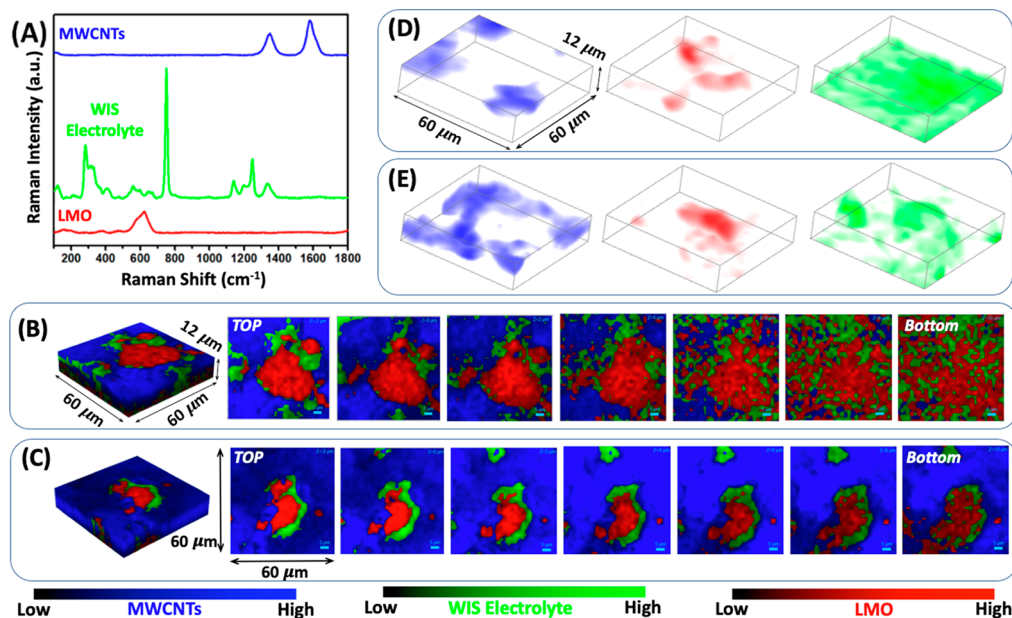 (A)
MWCNTs
WIS
Electrolyte
LMO
Raman Intensity (a.u.)
200 400 600 800 1000 1200 1400 1600 1800
Raman Shift (cm⁻¹)
(D)
12 μm
60 μm
60 μm
(E)
(B)
12 μm
60 μm
60 μm
TOP
Bottom
(C)
60 μm
60 μm
TOP
Bottom
Low
MWCNTs
High
Low
WIS Electrolyte
High
Low
LMO
High